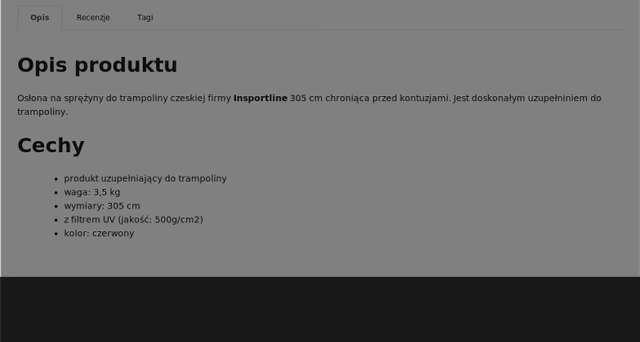 Opis
Recenzje
Tagi
Opis produktu
Osłona na sprężyny do trampoliny czeskiej firmy Insportline 305 cm chroniąca przed kontuzjami. Jest doskonałym uzupełniniem do
trampoliny.
Cechy
produkt uzupełniający do trampoliny
waga: 3,5 kg
wymiary: 305 cm
z filtrem UV (jakość: 500g/cm2)
kolor: czerwony